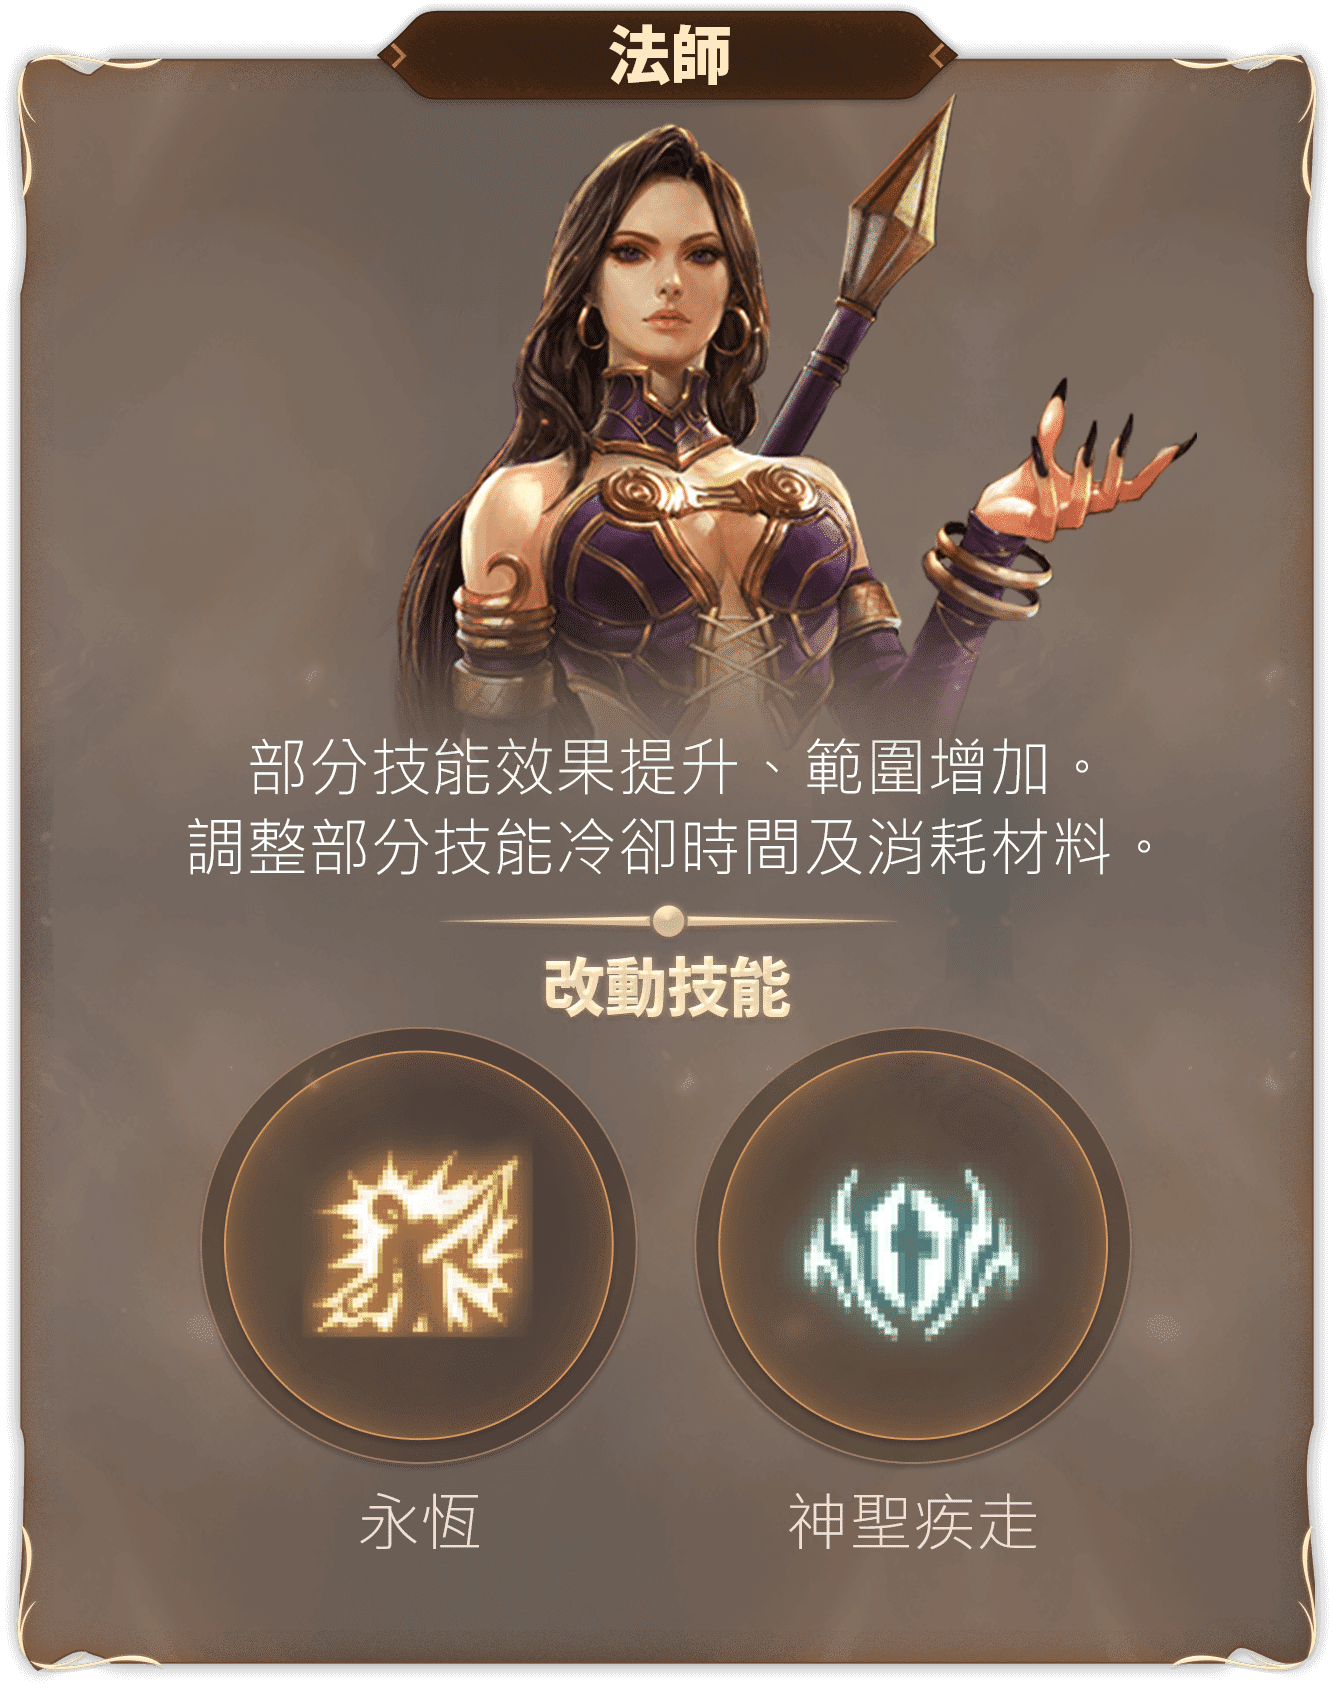 法師
部分技能效果提升、範圍增加。
調整部分技能冷卻時間及消耗材料。
改動技能
永恆
神聖疾走